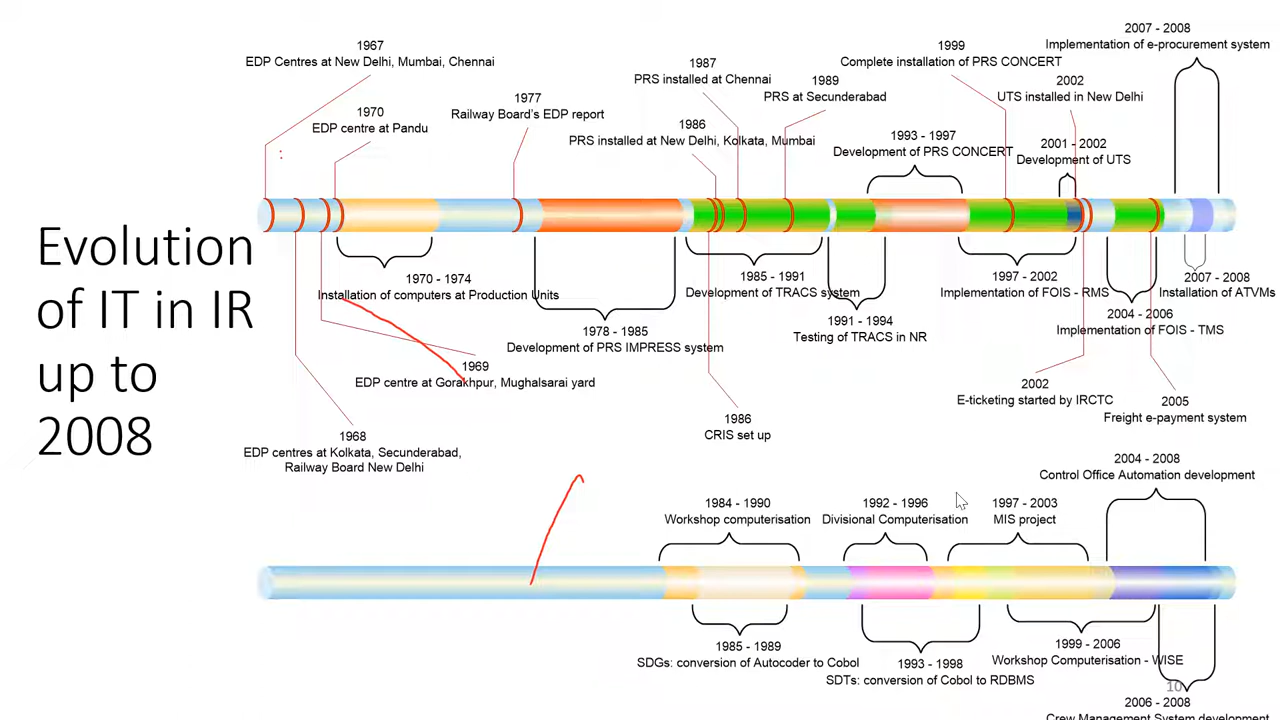 Evolution
of IT in IR
up to
2008
1967
EDP Centres at New Delhi, Mumbai, Chennai
1970
EDP centre at Pandu
1977
Railway Board's EDP report
1986
PRS installed at New Delhi, Kolkata, Mumbai
1987
PRS installed at Chennai
1989
PRS at Secunderabad
1993 - 1997
Development of PRS CONCERT
1999
Complete installation of PRS CONCERT
2001 - 2002
Development of UTS
2002
UTS installed in New Delhi
2007 - 2008
Implementation of e-procurement system
1970 - 1974
Installation of computers at Production Units
1978 - 1985
Development of PRS IMPRESS system
1969
EDP centre at Gorakhpur, Mughalsarai yard
1968
EDP centres at Kolkata, Secunderabad,
Railway Board New Delhi
1985 - 1991
Development of TRACS system
1991 - 1994
Testing of TRACS in NR
1986
CRIS set up
1997 - 2002
Implementation of FOIS - RMS
2004 - 2006
Implementation of FOIS - TMS
2007 - 2008
Installation of ATVMs
2002
E-ticketing started by IRCTC
2005
Freight e-payment system
1984 - 1990
Workshop computerisation
1992 - 1996
Divisional Computerisation
1997 - 2003
MIS project
2004 - 2008
Control Office Automation development
1985 - 1989
SDGs: conversion of Autocoder to Cobol
1993 - 1998
SDTs: conversion of Cobol to RDBMS
1999 - 2006
Workshop Computerisation - WISE
10
2006 - 2008
Crew Management System development